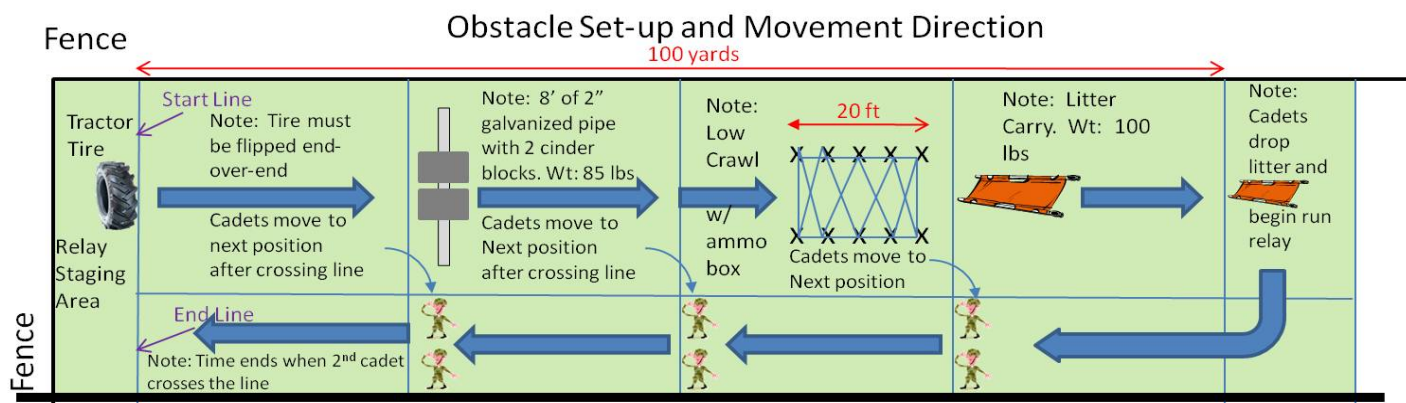 Obstacle Set-up and Movement Direction
Fence
100 yards
Start Line
Tractor
Tire
Note: Tire must
be flipped end-
over-end
Cadets move to
next position
after crossing line
Relay
Staging
Area
Note: 8’ of 2”
galvanized pipe
with 2 cinder
blocks. Wt: 85 lbs
Cadets move to
Next position
after crossing line
Note:
Low
Crawl
w/
ammo
box
20 ft
X X X X X
X X X X X
Cadets move to
Next position
Note: Litter
Carry. Wt: 100
lbs
Note:
Cadets
drop
litter and
begin run
relay
End Line
Note: Time ends when 2nd cadet
crosses the line
Fence